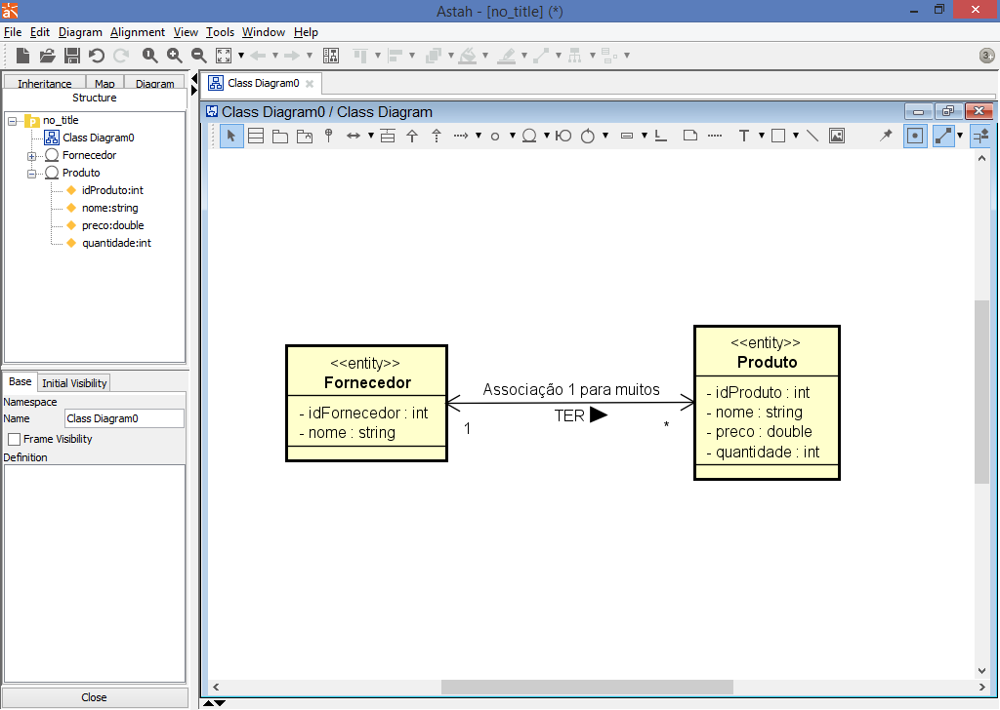 Astah - [no_title] (*)
File Edit Diagram Alignment View Tools Window Help
3
Inheritance Map Diagram
Structure
no_title
Class Diagram0
Fornecedor
Produto
idProduto:int
nome:string
preco:double
quantidade:int
Base Initial Visibility
Namespace
Name Class Diagram0
Frame Visibility
Definition
Close
Class Diagram0
Class Diagram0 / Class Diagram
<<entity>>
Fornecedor
- idFornecedor : int
- nome : string
Associação 1 para muitos
TER
1
*
<<entity>>
Produto
- idProduto : int
- nome : string
- preco : double
- quantidade : int